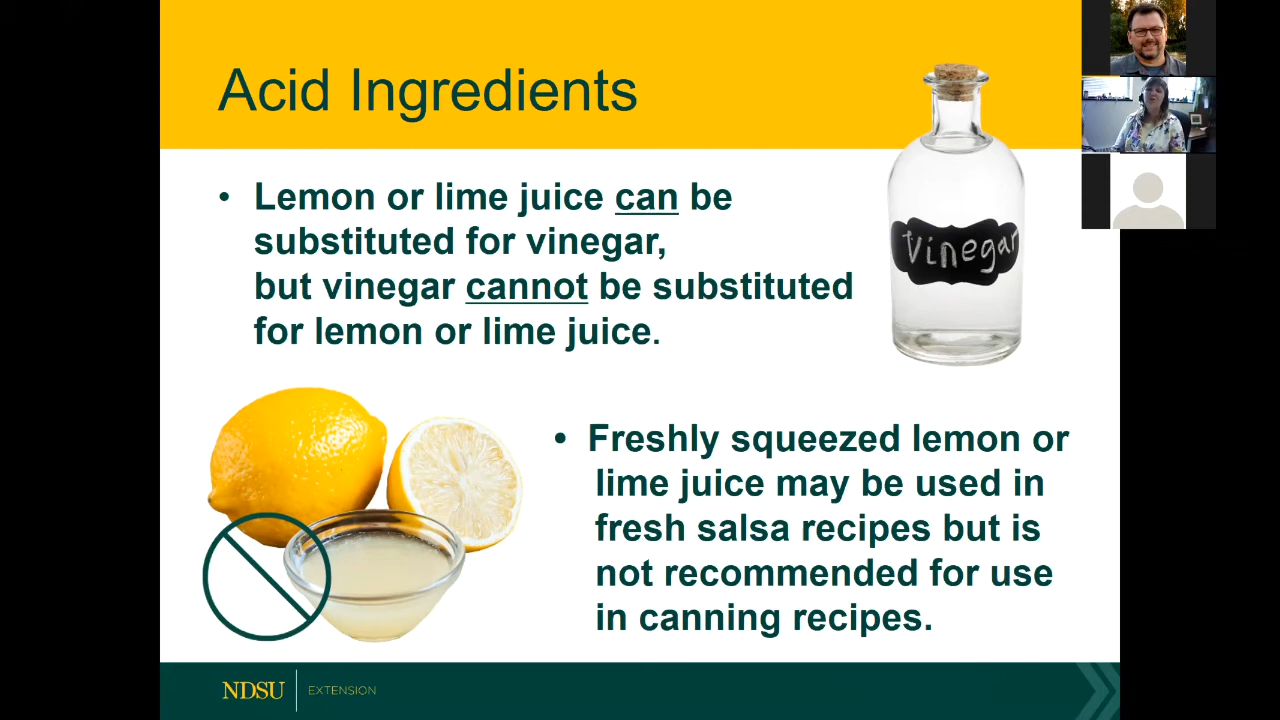 Acid Ingredients
• Lemon or lime juice can be
substituted for vinegar,
but vinegar cannot be substituted
for lemon or lime juice.
Vinegar
• Freshly squeezed lemon or
lime juice may be used in
fresh salsa recipes but is
not recommended for use
in canning recipes.
NDSU EXTENSION